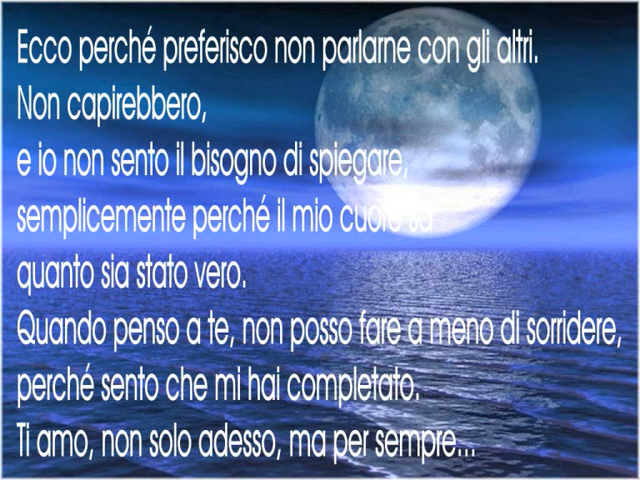 Ecco perché preferisco non parlarne con gli altri.
Non capirebbero,
e io non sento il bisogno di spiegare,
semplicemente perché il mio cuore sa
quanto sia stato vero.
Quando penso a te, non posso fare a meno di sorridere,
perché sento che mi hai completato.
Ti amo, non solo adesso, ma per sempre...